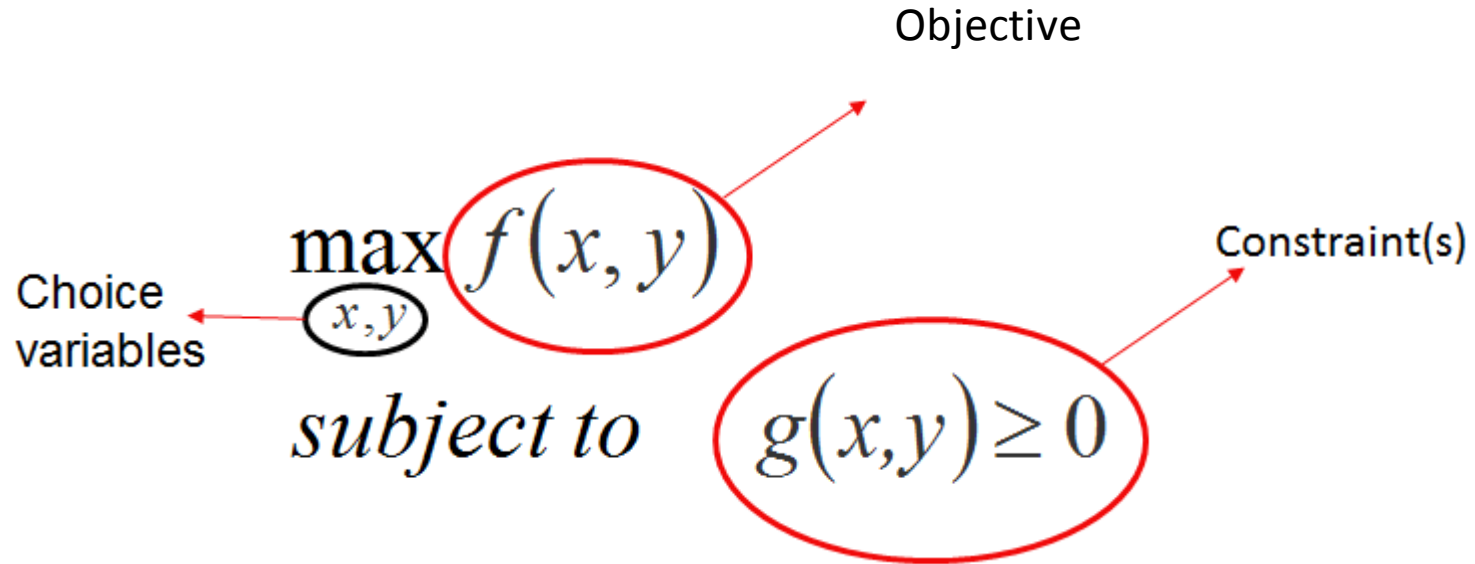 Objective
max f(x, y)
x,y
Choice
variables
Constraint(s)
subject to g(x,y) ≥ 0